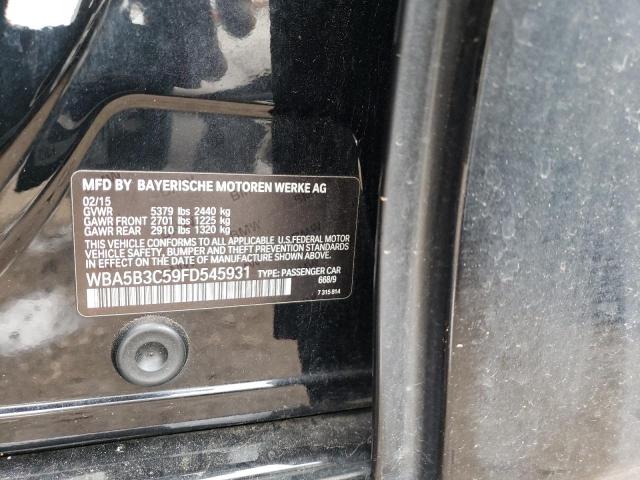 MFD BY BAYERISCHE MOTOREN WERKE AG
02/15
GVWR 5379 lbs 2440 kg
GAWR FRONT 2701 lbs 1225 kg
GAWR REAR 2910 lbs 1320 kg
THIS VEHICLE CONFORMS TO ALL APPLICABLE U.S.FEDERAL MOTOR
VEHICLE SAFETY, BUMPER, AND THEFT PREVENTION STANDARDS
IN EFFECT ON THE DATE OF MANUFACTURE SHOWN ABOVE.
WBA5B3C59FD545931 TYPE: PASSENGER CAR
668/9
7 315 814